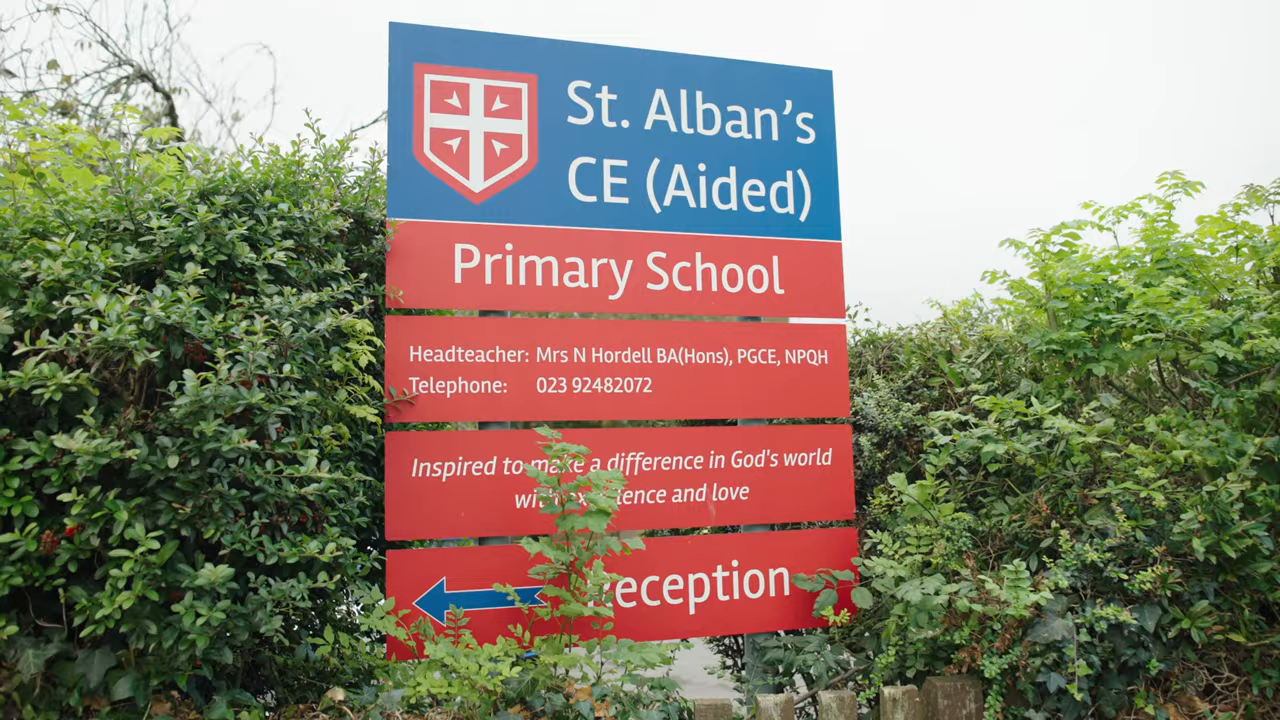 St. Alban's
CE (Aided)
Primary School
Headteacher: Mrs N Hordell BA(Hons), PGCE, NPQH
Telephone: 023 92482072
Inspired to make a difference in God's world
with excellence and love
Reception